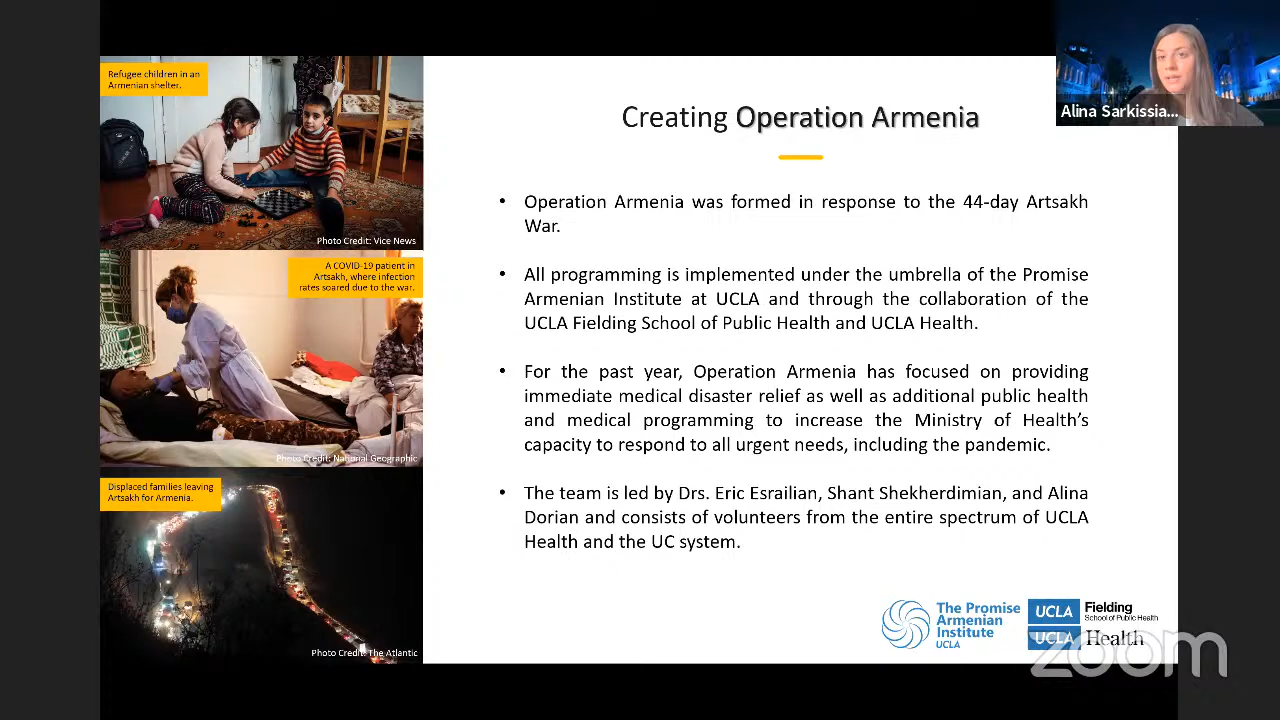 Refugee children in an
Armenian shelter.
Photo Credit: Vice News
A COVID-19 patient in
Artsakh, where infection
rates soared due to the war.
Photo Credit: National Geographic
Displaced families leaving
Artsakh for Armenia.
Photo Credit: The Atlantic
Creating Operation Armenia
Alina Sarkissia...
• Operation Armenia was formed in response to the 44-day Artsakh
War.
• All programming is implemented under the umbrella of the Promise
Armenian Institute at UCLA and through the collaboration of the
UCLA Fielding School of Public Health and UCLA Health.
• For the past year, Operation Armenia has focused on providing
immediate medical disaster relief as well as additional public health
and medical programming to increase the Ministry of Health’s
capacity to respond to all urgent needs, including the pandemic.
• The team is led by Drs. Eric Esrailian, Shant Shekherdimian, and Alina
Dorian and consists of volunteers from the entire spectrum of UCLA
Health and the UC system.
The Promise
Armenian
Institute
UCLA
UCLA Fielding
School of Public Health
UCLA Health
zoom